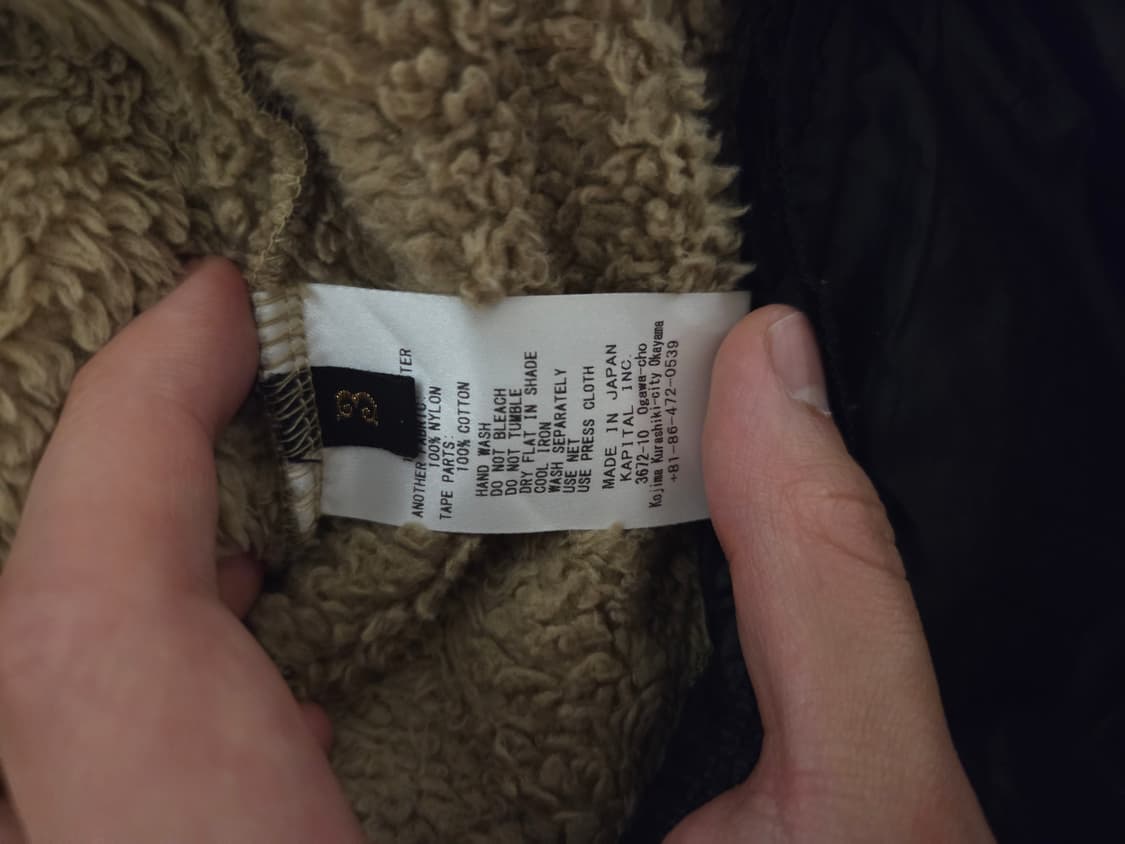 3
TER
ANOTHER FABRIC:
100% NYLON
TAPE PARTS:
100% COTTON
HAND WASH
DO NOT BLEACH
DO NOT TUMBLE
DRY FLAT IN SHADE
COOL IRON
WASH SEPARATELY
USE NET
USE PRESS CLOTH
MADE IN JAPAN
KAPITAL INC.
3672-10 Ogawa-cho
Kojima Kurashiki-city Okayama
+81-86-472-0539